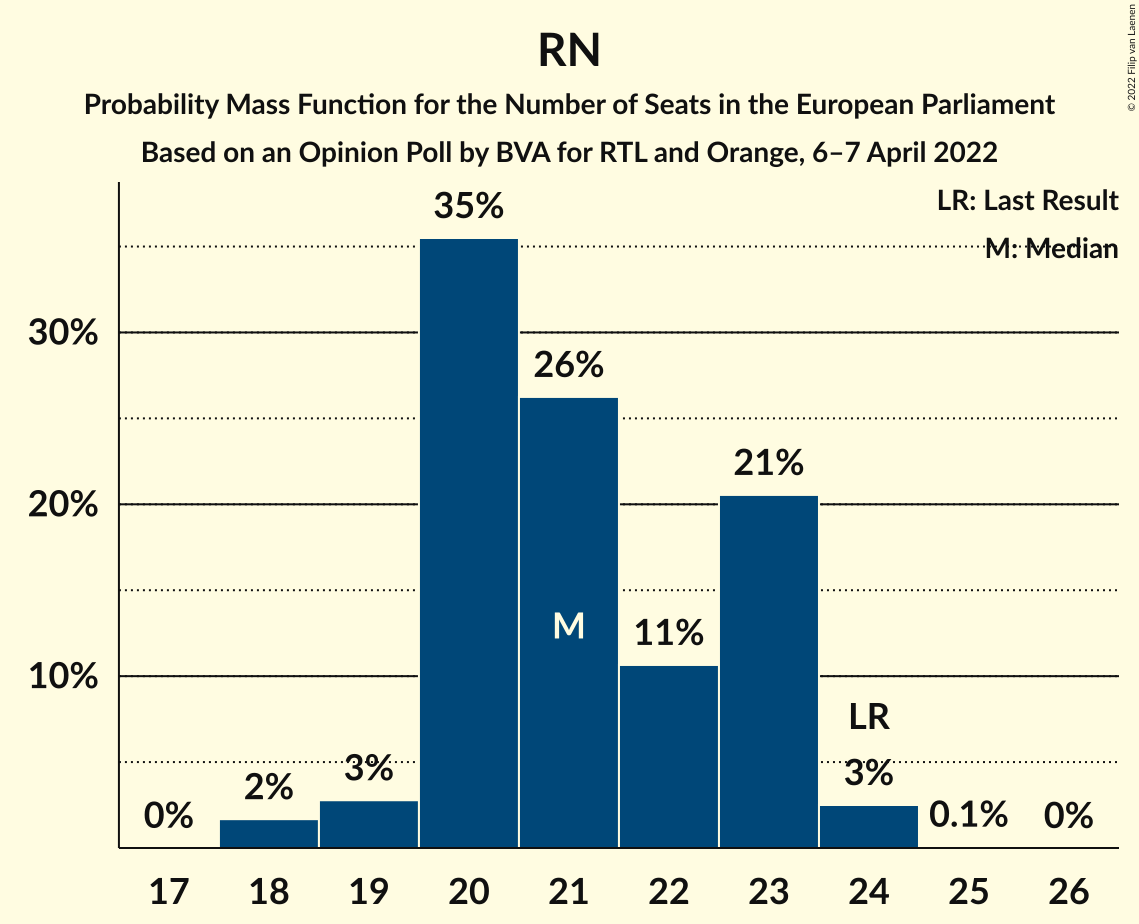 RN
Probability Mass Function for the Number of Seats in the European Parliament
Based on an Opinion Poll by BVA for RTL and Orange, 6–7 April 2022
© 2022 Filip van Laenen
LR: Last Result
M: Median
35%
30%
26%
21%
20%
M
11%
10%
LR
3%
3%
2%
0%
0.1%
0%
17 18 19 20 21 22 23 24 25 26